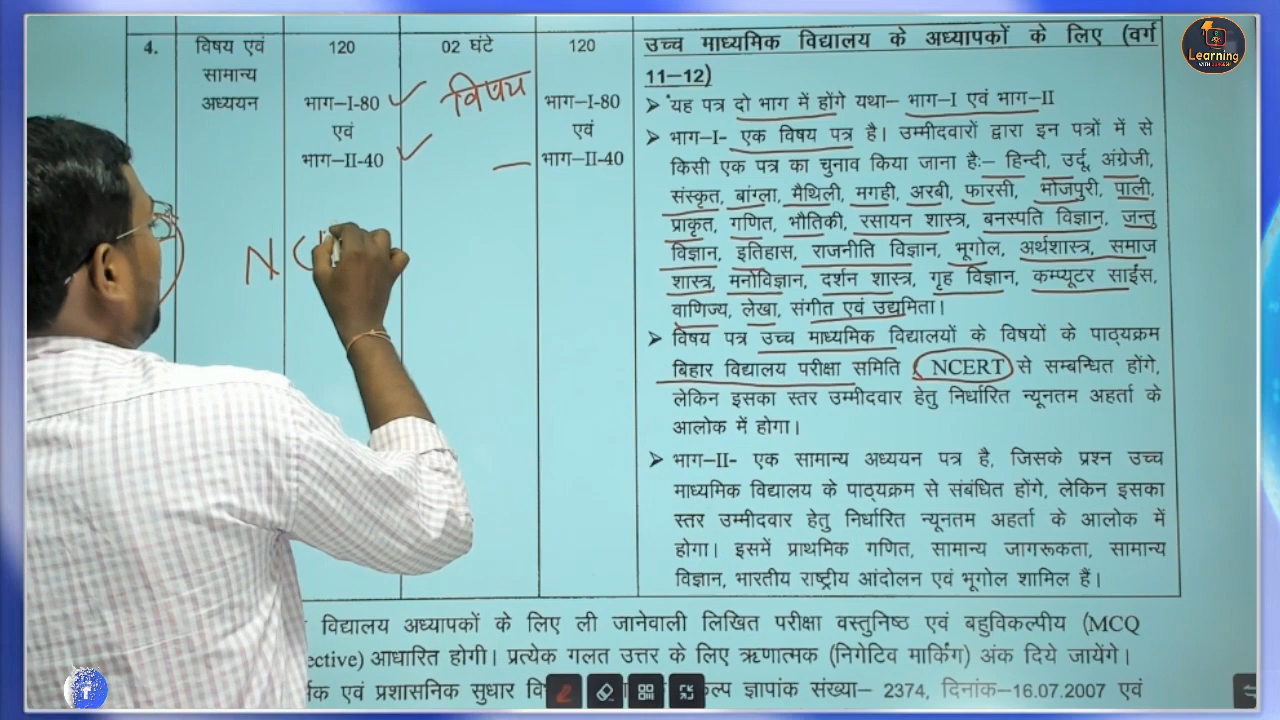 4.
विषय एवं
सामान्य
अध्ययन
120
भाग–I-80
एवं
भाग–II-40
02 घंटे
विषय
120
भाग–I-80
एवं
भाग–II-40
NC
उच्च माध्यमिक विद्यालय के अध्यापकों के लिए (वर्ग
11–12)
➢ यह पत्र दो भाग में होंगे यथा– भाग–I एवं भाग–II
➢ भाग–I- एक विषय पत्र है। उम्मीदवारों द्वारा इन पत्रों में से
किसी एक पत्र का चुनाव किया जाना हैः– हिन्दी, उर्दू, अंग्रेजी,
संस्कृत, बांग्ला, मैथिली, मगही, अरबी, फारसी, भोजपुरी, पाली,
प्राकृत, गणित, भौतिकी, रसायन शास्त्र, बनस्पति विज्ञान, जन्तु
विज्ञान, इतिहास, राजनीति विज्ञान, भूगोल, अर्थशास्त्र, समाज
शास्त्र, मनोविज्ञान, दर्शन शास्त्र, गृह विज्ञान, कम्प्यूटर साईंस,
वाणिज्य, लेखा, संगीत एवं उद्यमिता।
➢ विषय पत्र उच्च माध्यमिक विद्यालयों के विषयों के पाठ्यक्रम
बिहार विद्यालय परीक्षा समिति / NCERT से सम्बन्धित होंगे,
लेकिन इसका स्तर उम्मीदवार हेतु निर्धारित न्यूनतम अहर्ता के
आलोक में होगा।
➢ भाग–II- एक सामान्य अध्ययन पत्र है, जिसके प्रश्न उच्च
माध्यमिक विद्यालय के पाठ्यक्रम से संबंधित होंगे, लेकिन इसका
स्तर उम्मीदवार हेतु निर्धारित न्यूनतम अहर्ता के आलोक में
होगा। इसमें प्राथमिक गणित, सामान्य जागरूकता, सामान्य
विज्ञान, भारतीय राष्ट्रीय आंदोलन एवं भूगोल शामिल हैं।
विद्यालय अध्यापकों के लिए ली जानेवाली लिखित परीक्षा वस्तुनिष्ठ एवं बहुविकल्पीय (MCQ
ective) आधारित होगी। प्रत्येक गलत उत्तर के लिए ऋणात्मक (निगेटिव मार्किंग) अंक दिये जायेंगे।
एवं प्रशासनिक सुधार ज्ञापांक संख्या– 2374, दिनांक–16.07.2007 एवं
Learning